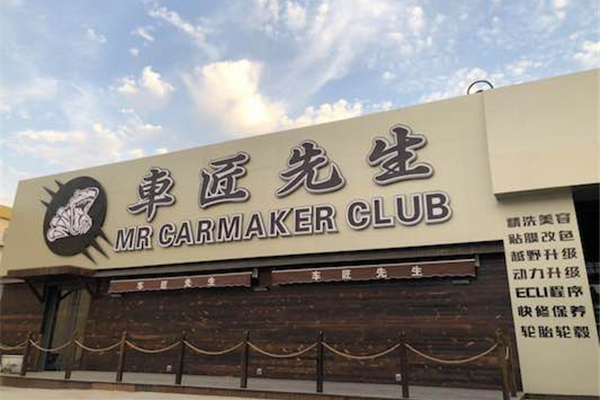 車匠先生
MR CARMAKER CLUB
车匠先生
车匠先生
精洗美容
贴膜改色
越野升级
动力升级
ECU程序
快修保养
轮胎轮毂